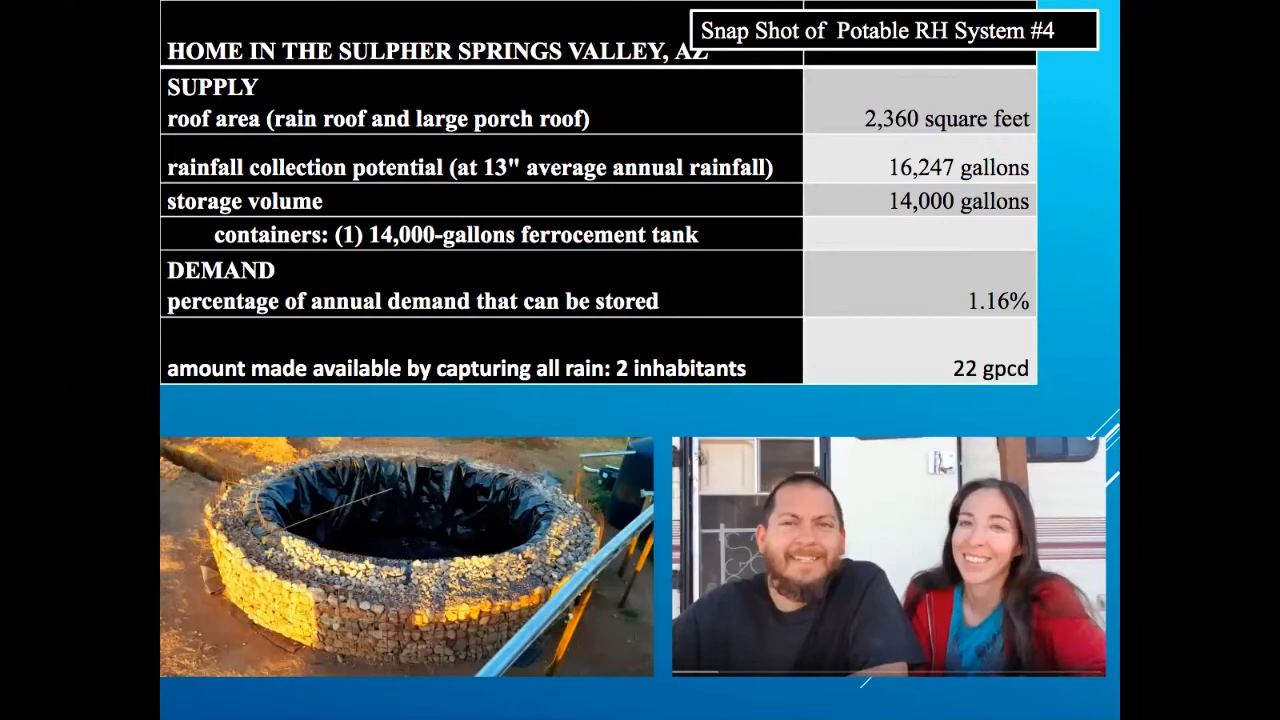 Snap Shot of Potable RH System #4
HOME IN THE SULPHER SPRINGS VALLEY, AZ
SUPPLY
roof area (rain roof and large porch roof) 2,360 square feet
rainfall collection potential (at 13" average annual rainfall) 16,247 gallons
storage volume 14,000 gallons
containers: (1) 14,000-gallons ferrocement tank
DEMAND
percentage of annual demand that can be stored 1.16%
amount made available by capturing all rain: 2 inhabitants 22 gpcd